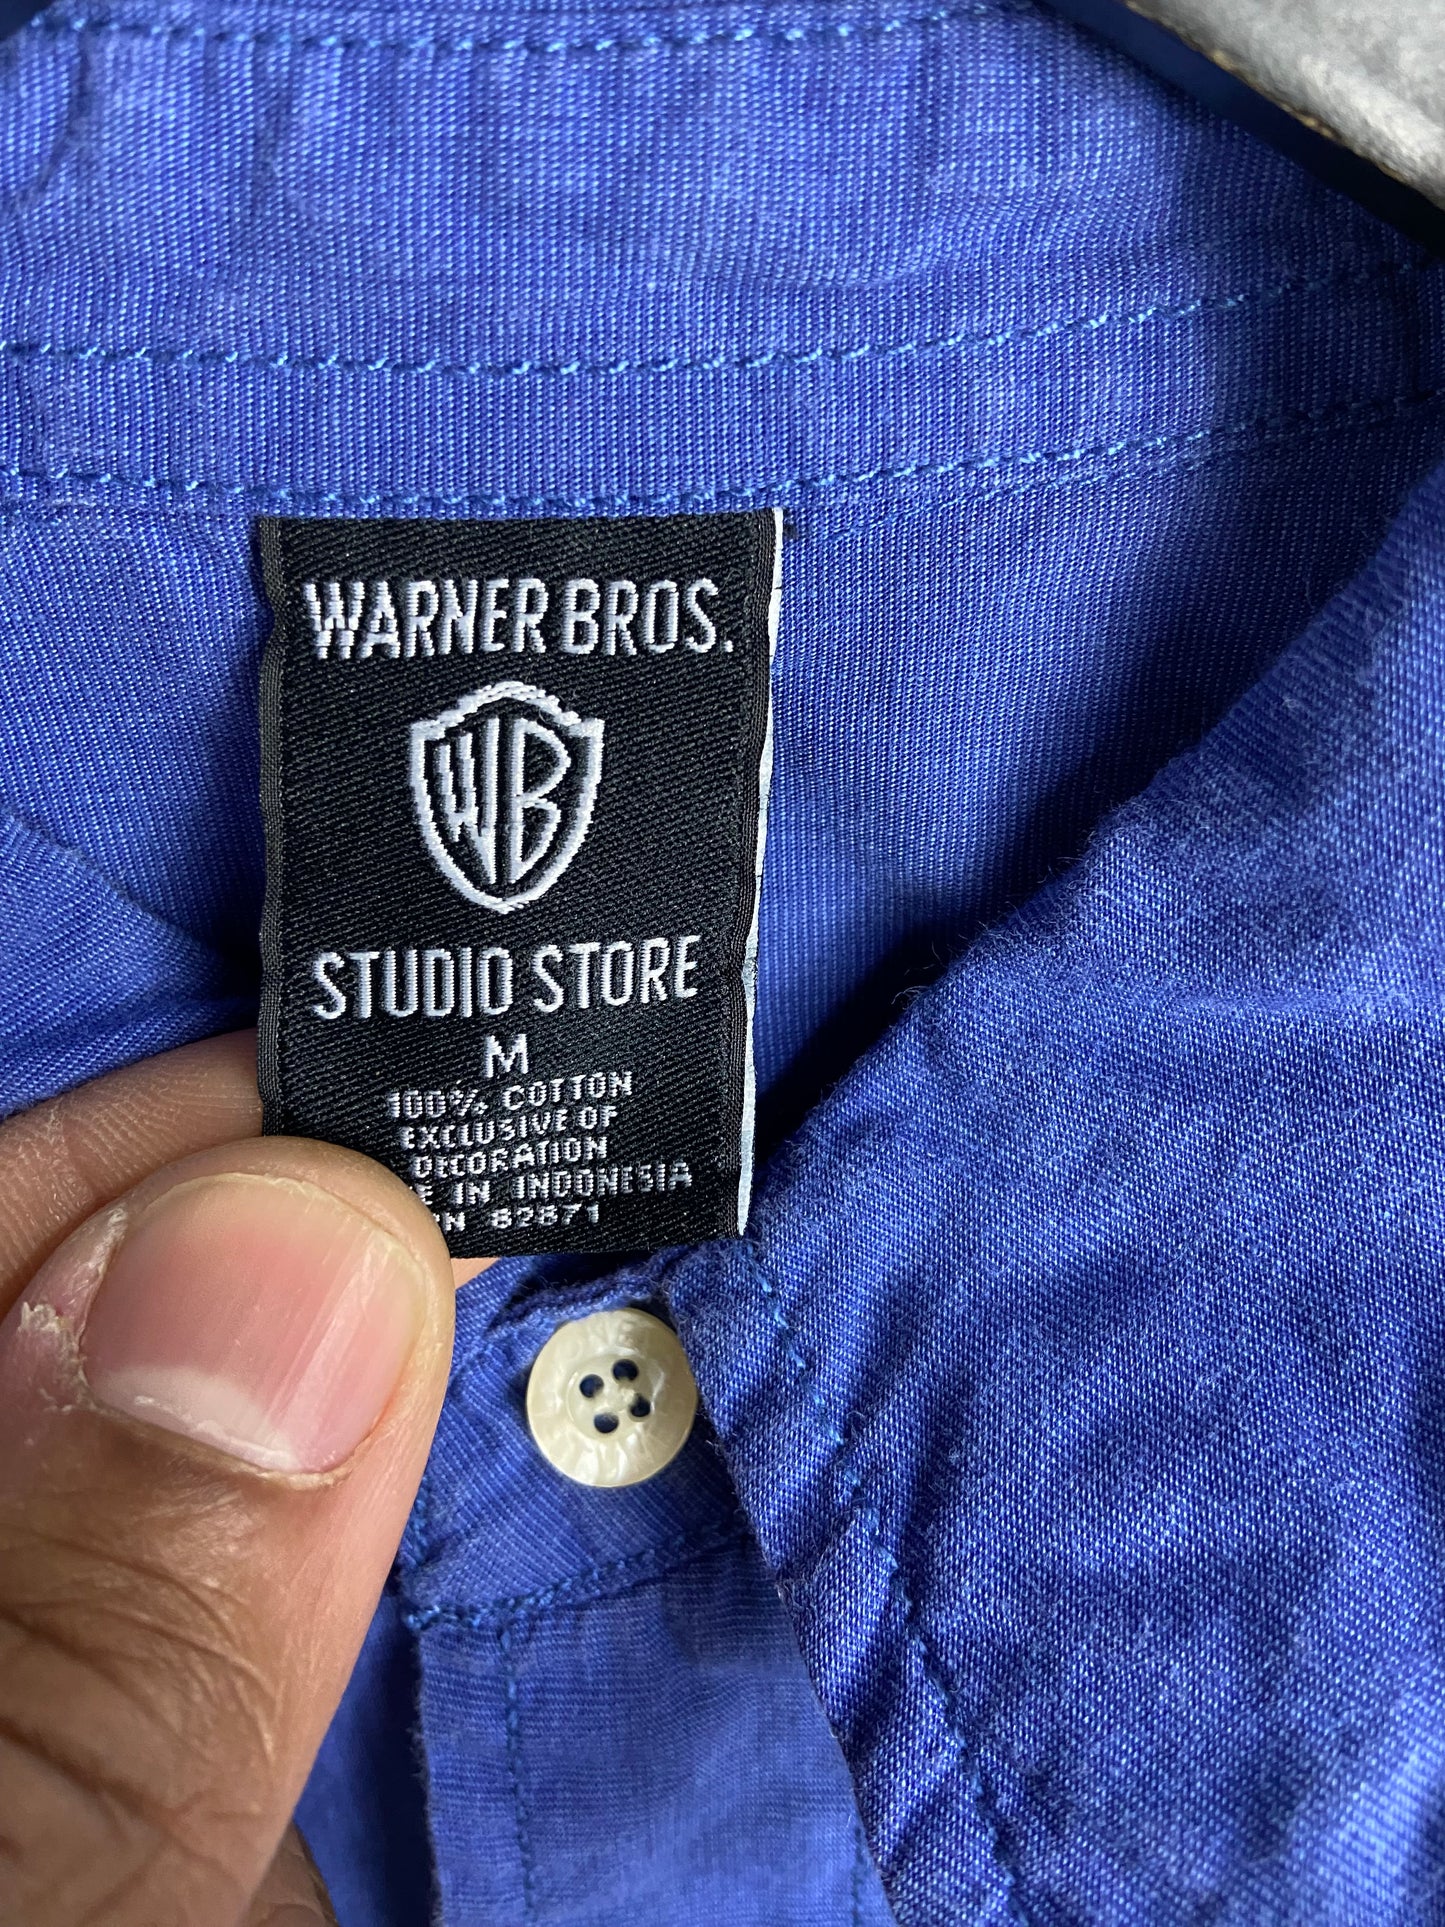 WARNER BROS.
WB
STUDIO STORE
M
100% COTTON
EXCLUSIVE OF
DECORATION
E IN INDONESIA
N 82871